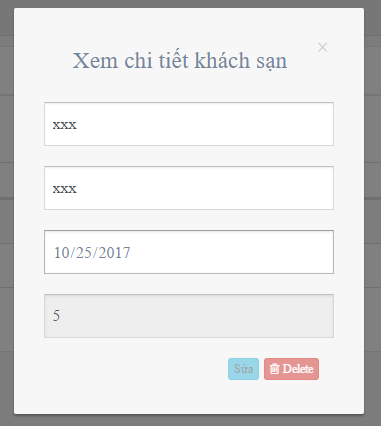 ×
Xem chi tiết khách sạn
xxx
xxx
10/25/2017
5
Sửa Delete